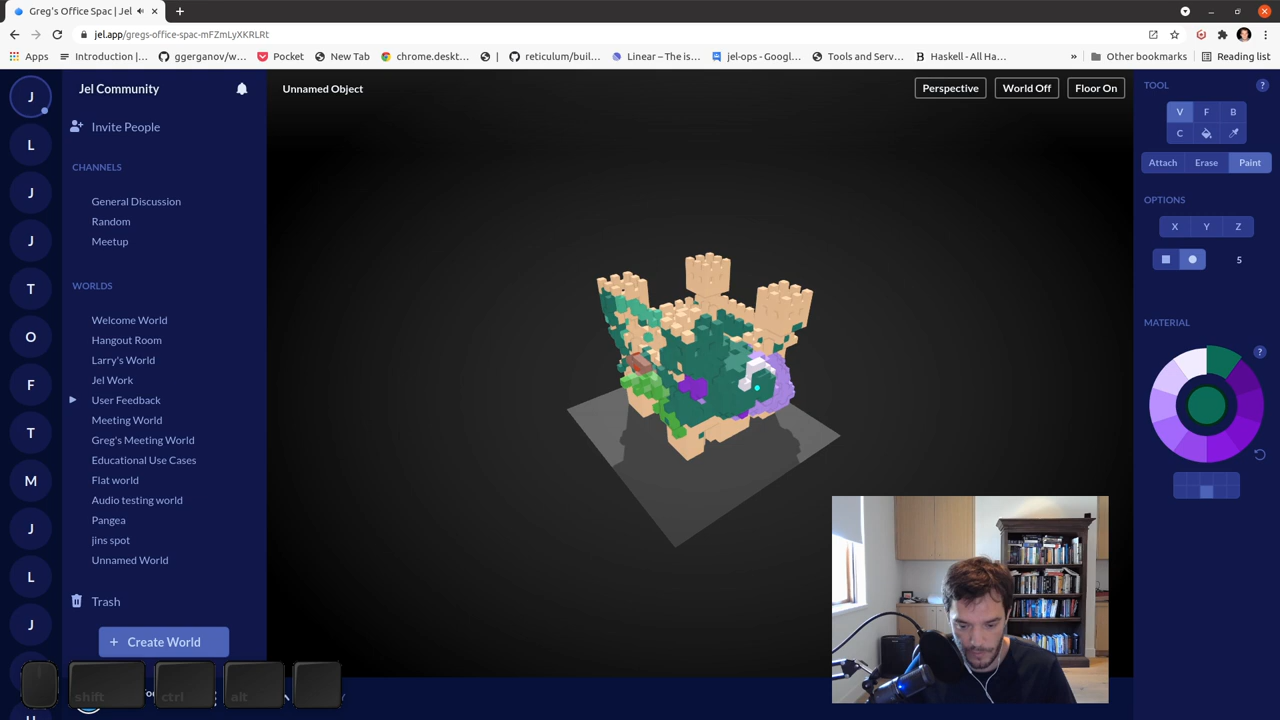 Greg's Office Spac | Jel
jel.app/gregs-office-spac-mFZmLyXKRLRt
Apps
Introduction |…
ggerganov/w…
Pocket
New Tab
chrome.deskt…
|
reticulum/buil…
Linear – The is…
jel-ops - Googl…
Tools and Serv…
Haskell - All Ha…
»
Other bookmarks
Reading list
J
L
J
J
T
O
F
T
M
J
L
J
Jel Community
Invite People
CHANNELS
General Discussion
Random
Meetup
WORLDS
Welcome World
Hangout Room
Larry's World
Jel Work
User Feedback
Meeting World
Greg's Meeting World
Educational Use Cases
Flat world
Audio testing world
Pangea
jins spot
Unnamed World
Trash
+ Create World
shift
ctrl
alt
Unnamed Object
Perspective
World Off
Floor On
TOOL
?
V F B
C
Attach Erase Paint
OPTIONS
X Y Z
5
MATERIAL
?